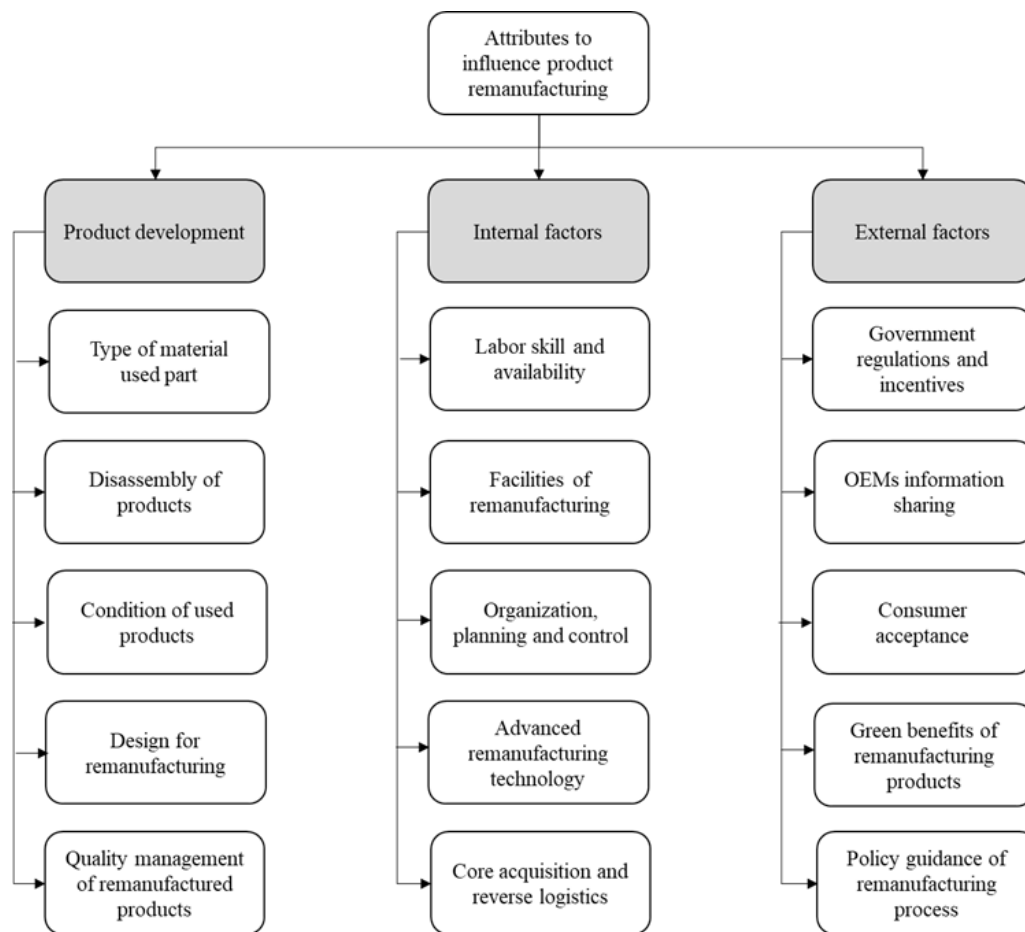 Attributes to
influence product
remanufacturing
Product development
Internal factors
External factors
Type of material
used part
Labor skill and
availability
Government
regulations and
incentives
Disassembly of
products
Facilities of
remanufacturing
OEMs information
sharing
Condition of used
products
Organization,
planning and control
Consumer
acceptance
Design for
remanufacturing
Advanced
remanufacturing
technology
Green benefits of
remanufacturing
products
Quality management
of remanufactured
products
Core acquisition and
reverse logistics
Policy guidance of
remanufacturing
process